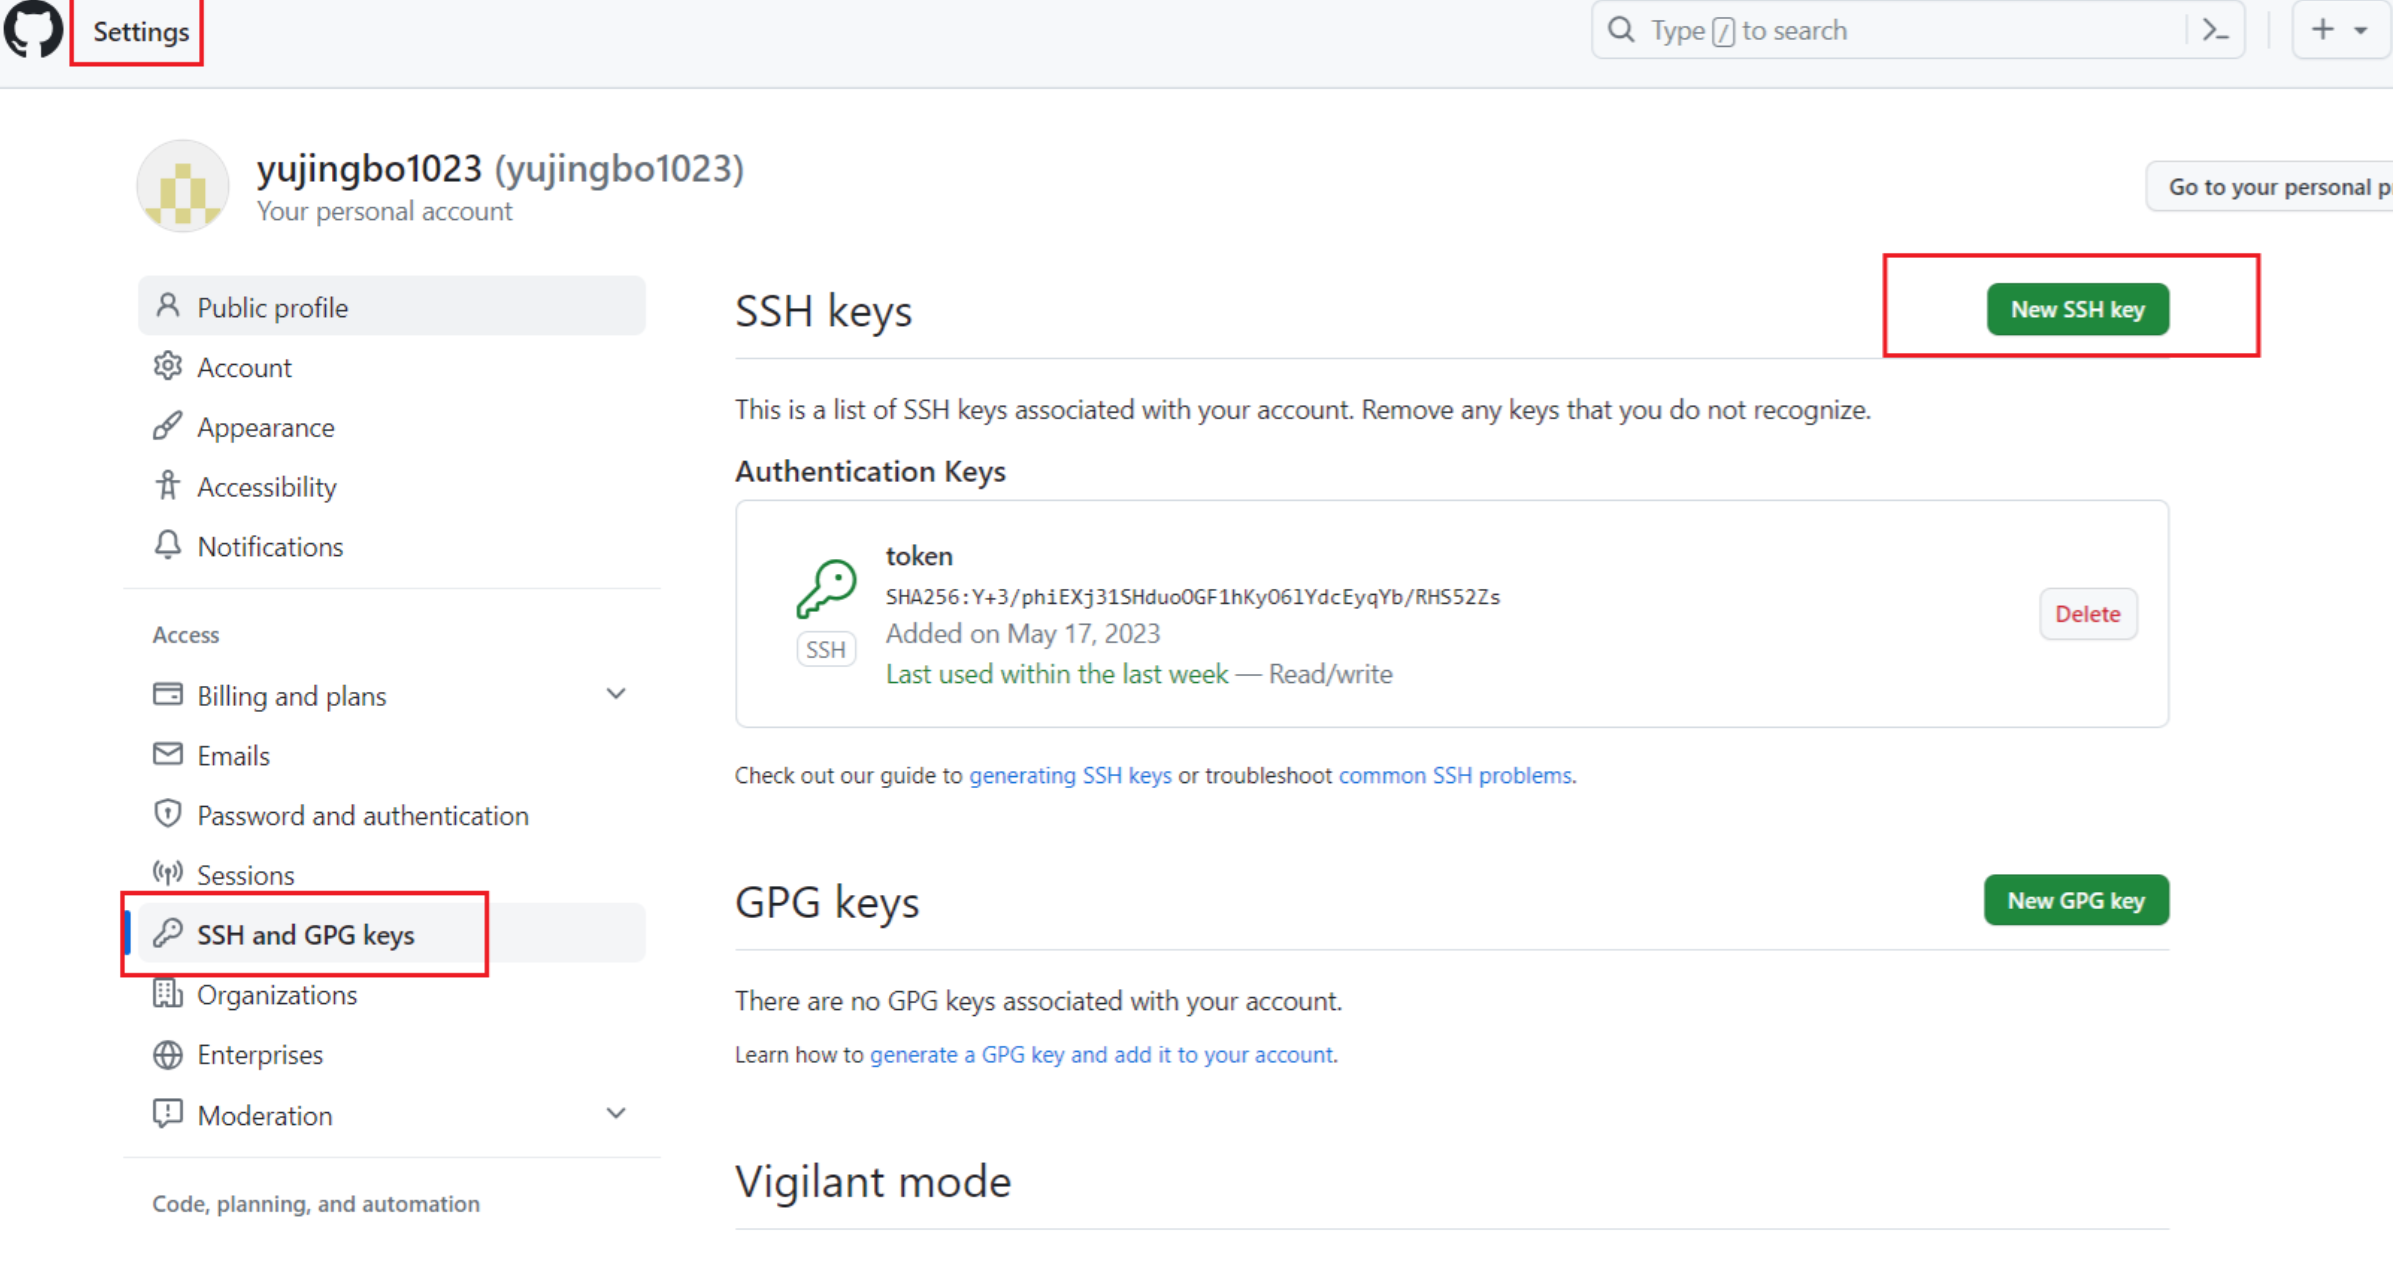 Settings
Type / to search
yujingbo1023 (yujingbo1023)
Your personal account
Go to your personal
Public profile
Account
Appearance
Accessibility
Notifications
Access
Billing and plans
Emails
Password and authentication
Sessions
SSH and GPG keys
Organizations
Enterprises
Moderation
Code, planning, and automation
SSH keys
New SSH key
This is a list of SSH keys associated with your account. Remove any keys that you do not recognize.
Authentication Keys
token
SHA256:Y+3/phiEXj31SHduoOGF1hKyO6lYdcEyqYb/RHS52Zs
SSH
Added on May 17, 2023
Last used within the last week — Read/write
Delete
Check out our guide to generating SSH keys or troubleshoot common SSH problems.
GPG keys
New GPG key
There are no GPG keys associated with your account.
Learn how to generate a GPG key and add it to your account.
Vigilant mode